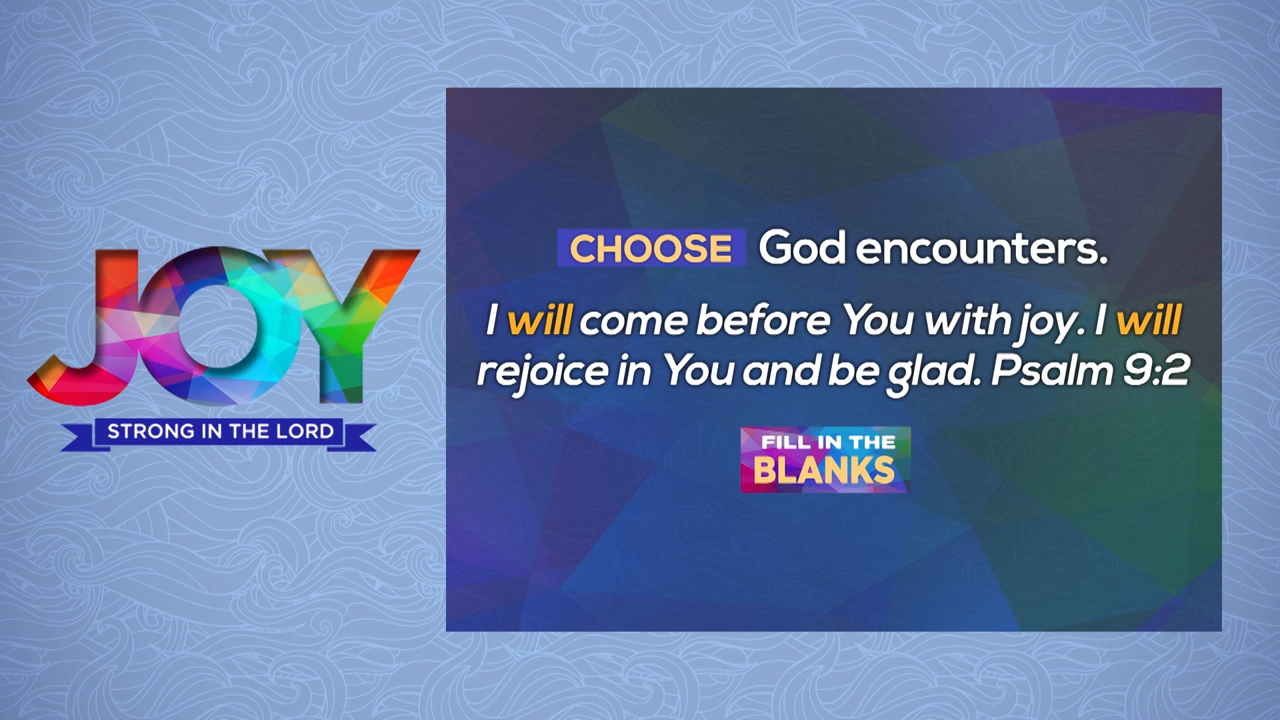 JOY
STRONG IN THE LORD
CHOOSE God encounters.
I will come before You with joy. I will
rejoice in You and be glad. Psalm 9:2
FILL IN THE
BLANKS